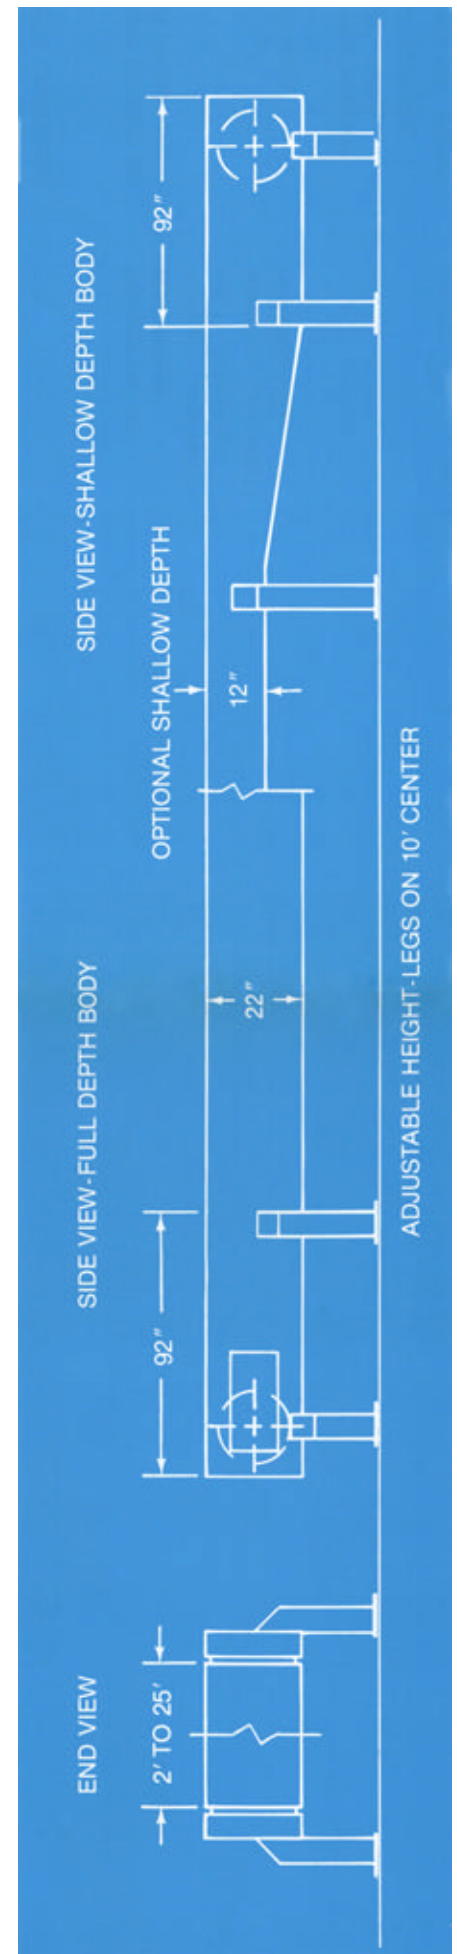 END VIEW
SIDE VIEW-FULL DEPTH BODY
SIDE VIEW-SHALLOW DEPTH BODY
2' TO 25'
92"
OPTIONAL SHALLOW DEPTH
92"
22"
12"
ADJUSTABLE HEIGHT-LEGS ON 10' CENTER